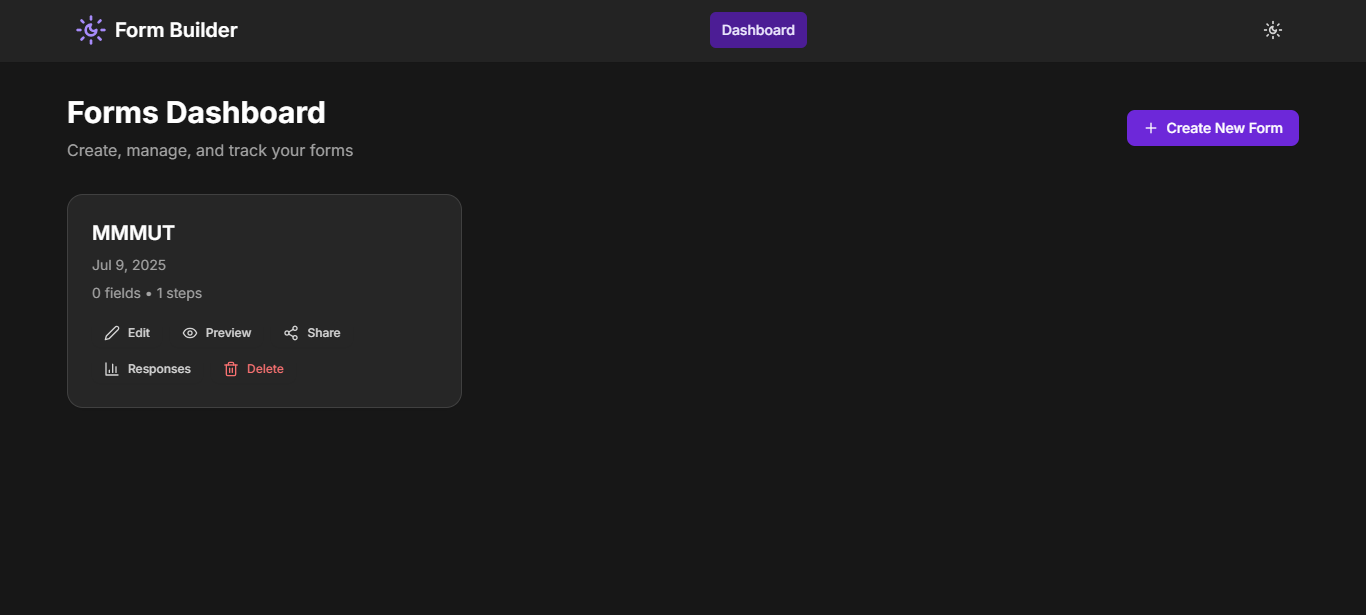 Form Builder
Dashboard
Forms Dashboard
Create, manage, and track your forms
+ Create New Form
MMMUT
Jul 9, 2025
0 fields • 1 steps
Edit Preview Share
Responses Delete